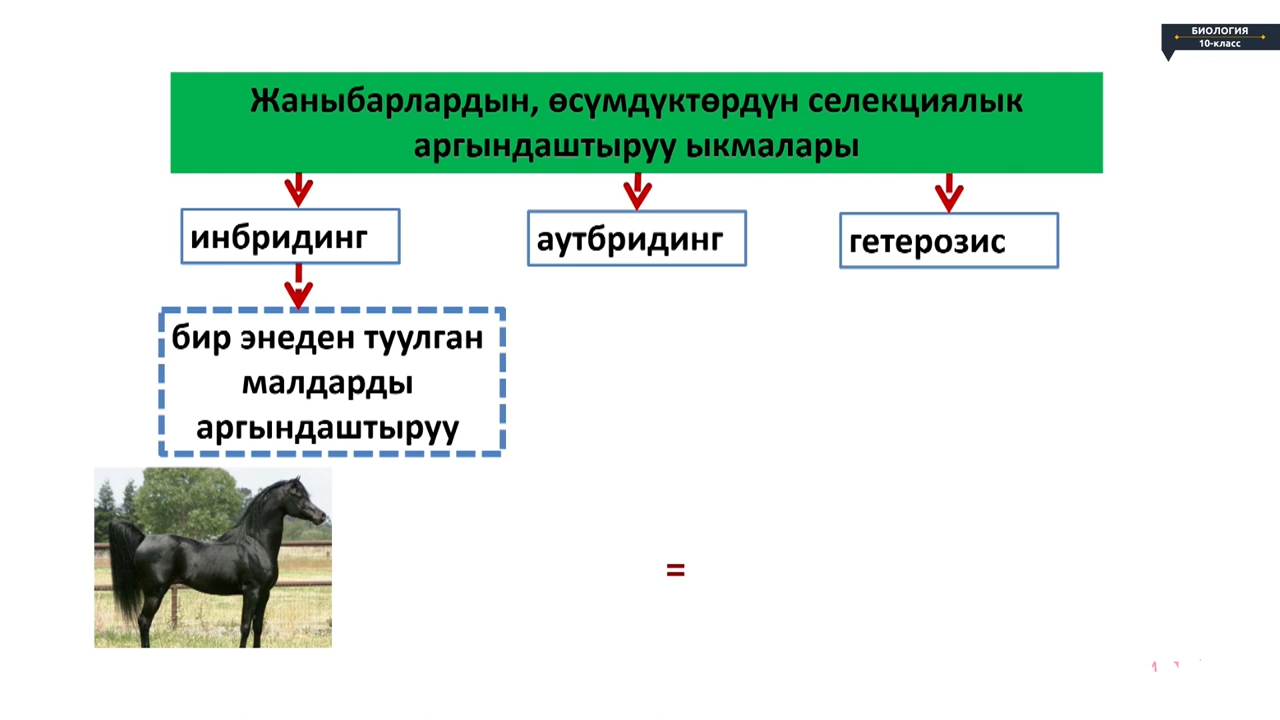 БИОЛОГИЯ
10-класс
Жаныбарлардын, өсүмдүктөрдүн селекциялык
аргындаштыруу ыкмалары
инбридинг
аутбридинг
гетерозис
бир энеден туулган
малдарды
аргындаштыруу
=